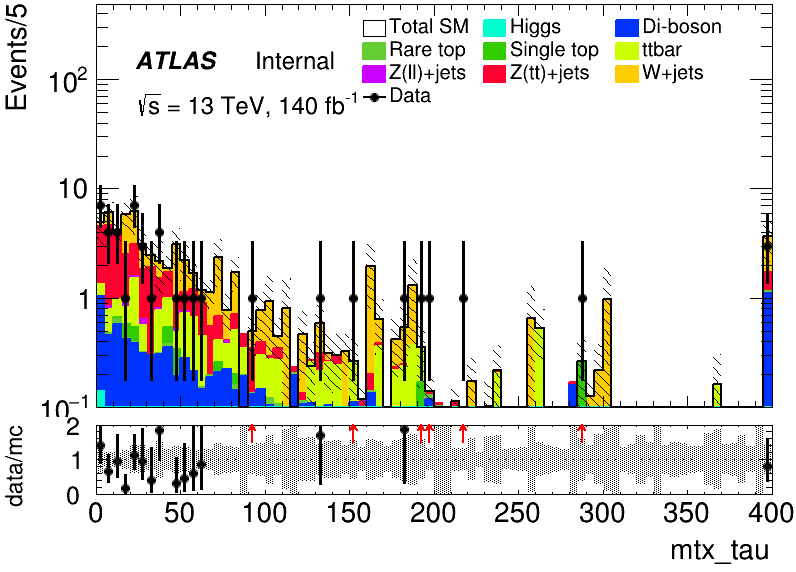 Events/5
ATLAS Internal
√s = 13 TeV, 140 fb⁻¹
Total SM Higgs Di-boson
Rare top Single top ttbar
Z(ll)+jets Z(tt)+jets W+jets
Data
10²
10
1
10⁻¹
data/mc
2
1
0
0 50 100 150 200 250 300 350 400
mtx_tau